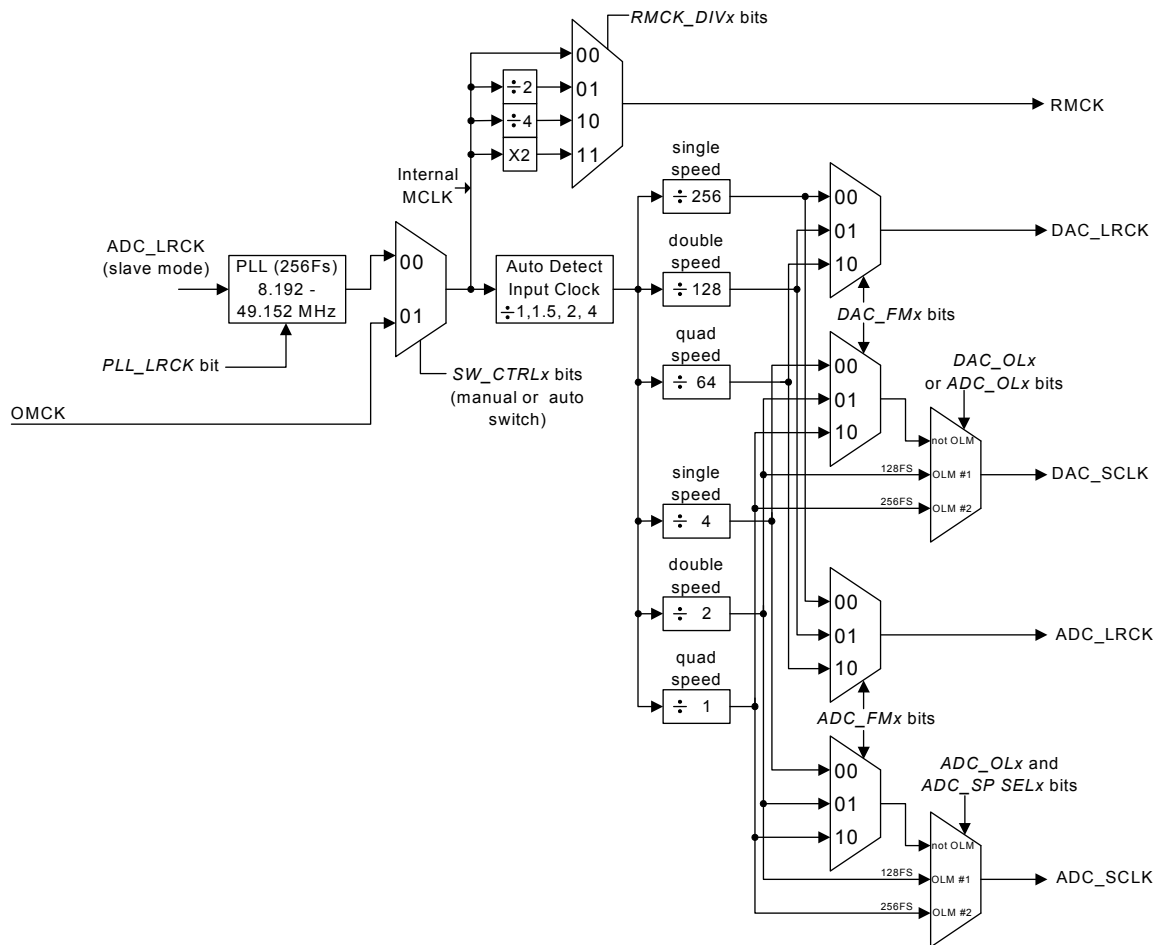 RMCK_DIVx bits
00
÷2
01
÷4
10
X2
11
RMCK
Internal
MCLK
single
speed
÷ 256
00
01
10
DAC_LRCK
ADC_LRCK
(slave mode)
PLL (256Fs)
8.192 -
49.152 MHz
00
01
Auto Detect
Input Clock
÷1,1.5, 2, 4
double
speed
÷ 128
DAC_FMx bits
PLL_LRCK bit
SW_CTRLx bits
(manual or auto
switch)
OMCK
quad
speed
÷ 64
00
01
10
DAC_OLx
or ADC_OLx bits
not OLM
128FS
OLM #1
256FS
OLM #2
DAC_SCLK
single
speed
÷ 4
double
speed
÷ 2
quad
speed
÷ 1
00
01
10
ADC_LRCK
ADC_FMx bits
00
01
10
ADC_OLx and
ADC_SP SELx bits
not OLM
128FS
OLM #1
256FS
OLM #2
ADC_SCLK